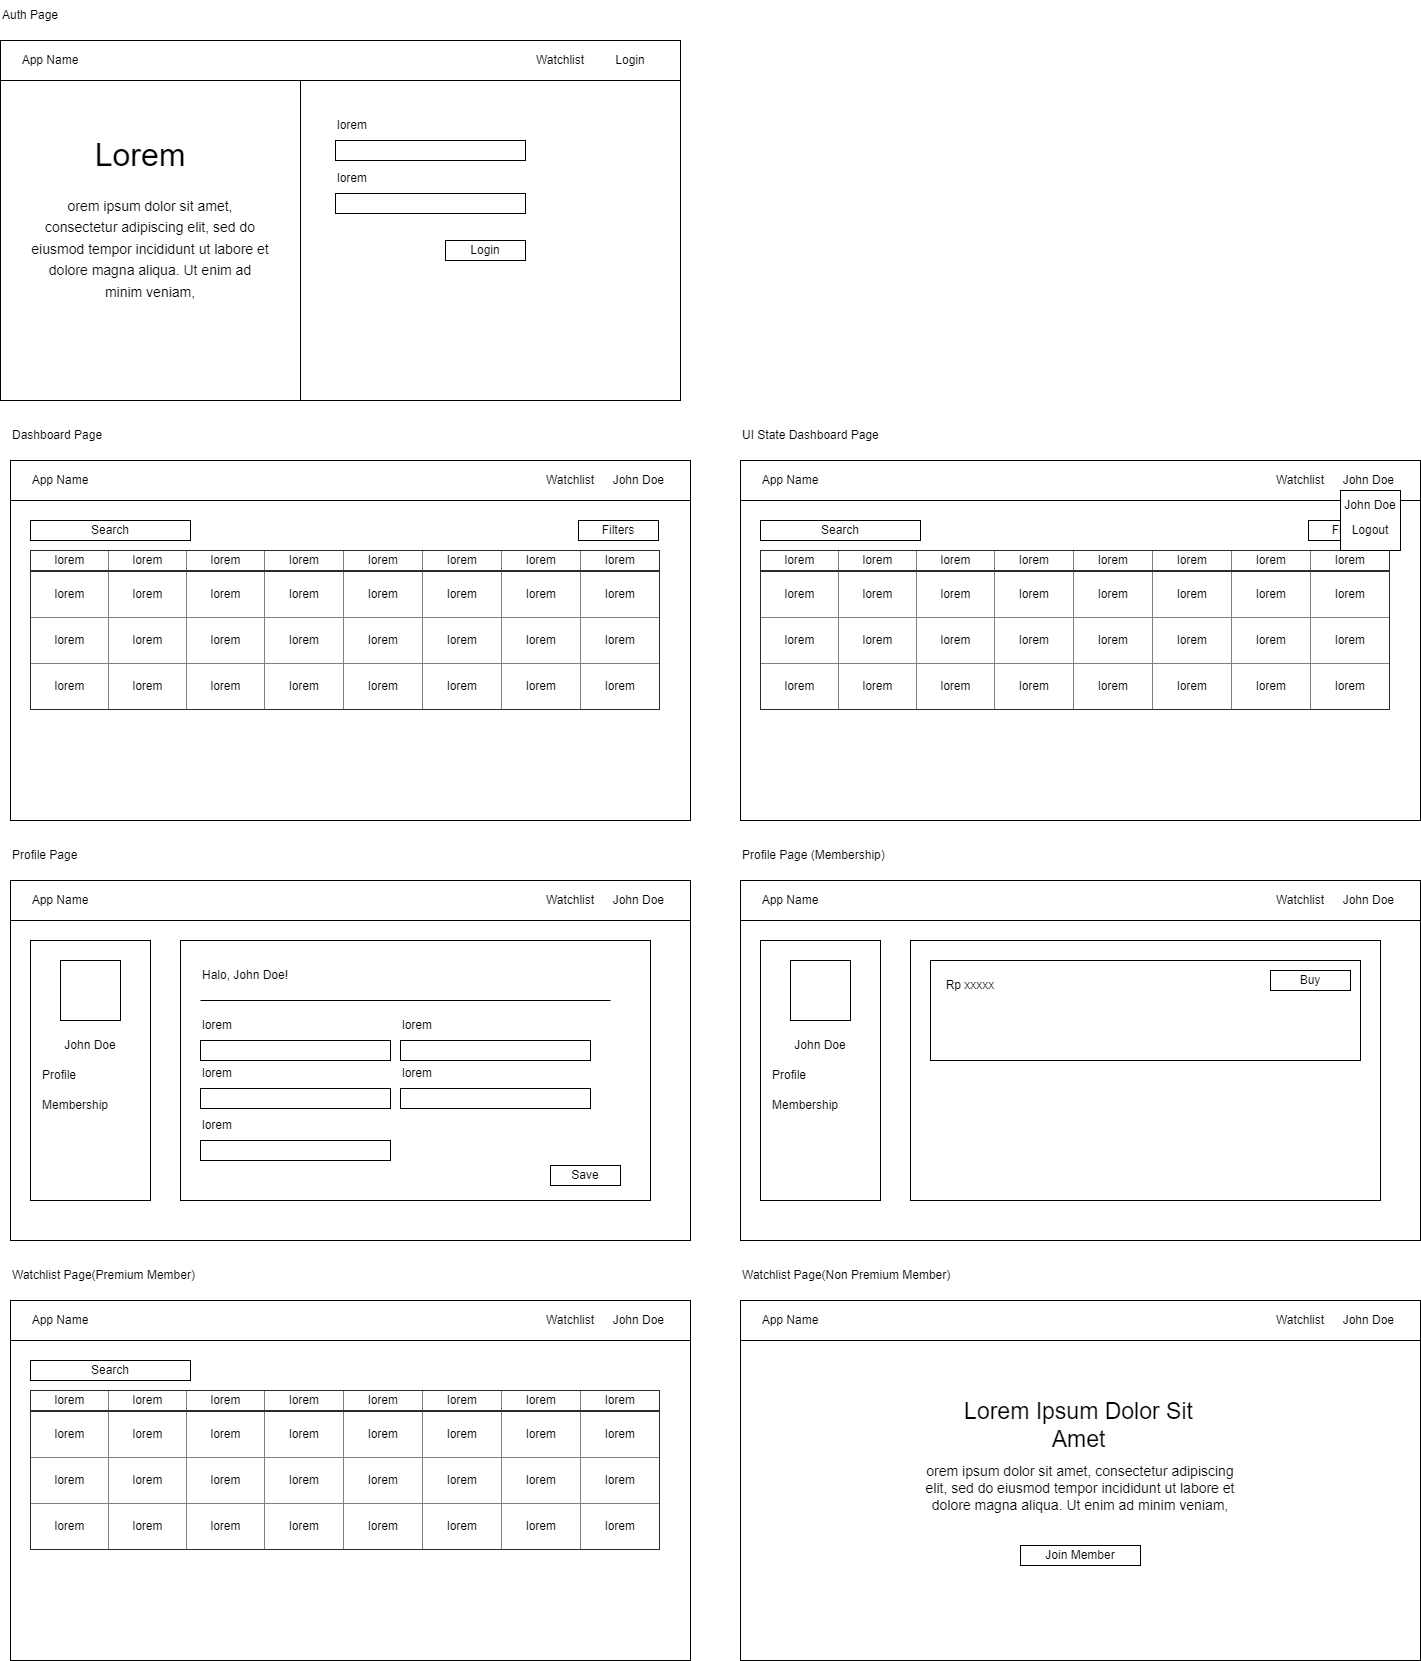 Auth Page
App Name Watchlist Login
Lorem
orem ipsum dolor sit amet,
consectetur adipiscing elit, sed do
eiusmod tempor incididunt ut labore et
dolore magna aliqua. Ut enim ad
minim veniam,
lorem
lorem
Login
Dashboard Page
App Name Watchlist John Doe
Search Filters
lorem lorem lorem lorem lorem lorem lorem lorem
lorem lorem lorem lorem lorem lorem lorem lorem
lorem lorem lorem lorem lorem lorem lorem lorem
lorem lorem lorem lorem lorem lorem lorem lorem
UI State Dashboard Page
App Name Watchlist John Doe
John Doe
Logout
Search F
lorem lorem lorem lorem lorem lorem lorem lorem
lorem lorem lorem lorem lorem lorem lorem lorem
lorem lorem lorem lorem lorem lorem lorem lorem
lorem lorem lorem lorem lorem lorem lorem lorem
Profile Page
App Name Watchlist John Doe
John Doe
Profile
Membership
Halo, John Doe!
lorem lorem
lorem lorem
lorem
Save
Profile Page (Membership)
App Name Watchlist John Doe
John Doe
Profile
Membership
Rp xxxxx Buy
Watchlist Page(Premium Member)
App Name Watchlist John Doe
Search
lorem lorem lorem lorem lorem lorem lorem lorem
lorem lorem lorem lorem lorem lorem lorem lorem
lorem lorem lorem lorem lorem lorem lorem lorem
lorem lorem lorem lorem lorem lorem lorem lorem
Watchlist Page(Non Premium Member)
App Name Watchlist John Doe
Lorem Ipsum Dolor Sit
Amet
orem ipsum dolor sit amet, consectetur adipiscing
elit, sed do eiusmod tempor incididunt ut labore et
dolore magna aliqua. Ut enim ad minim veniam,
Join Member